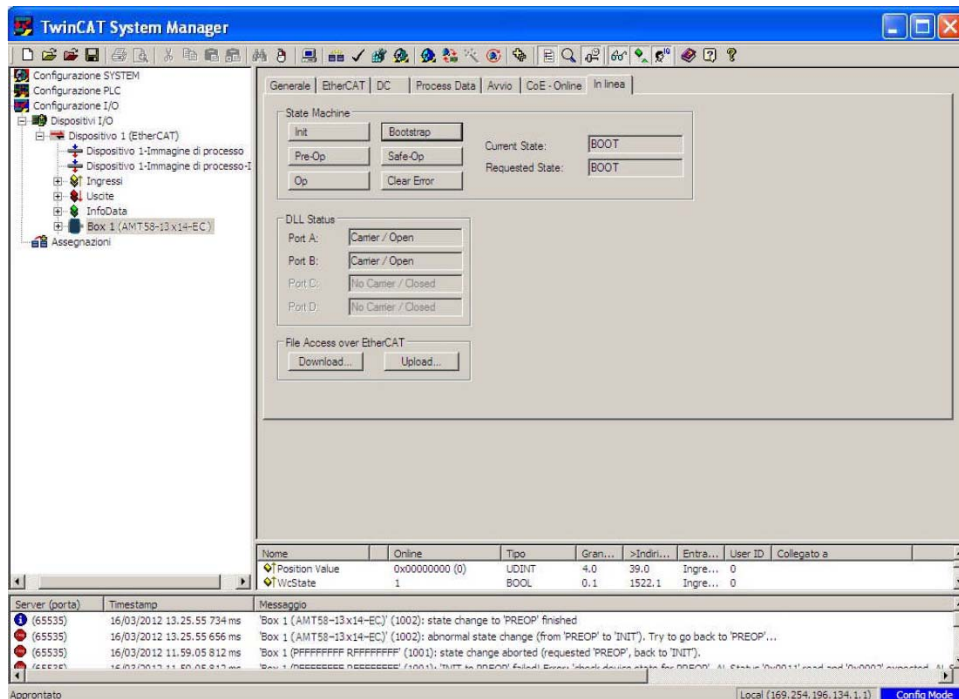 TwinCAT System Manager
Configurazione SYSTEM
Configurazione PLC
Configurazione I/O
Dispositivi I/O
Dispositivo 1 (EtherCAT)
Dispositivo 1-Immagine di processo
Dispositivo 1-Immagine di processo-I
Ingressi
Uscite
InfoData
Box 1 (AMT58-13x14-EC)
Assegnazioni
Generale EtherCAT DC Process Data Avvio CoE - Online In linea
State Machine
Init Bootstrap
Pre-Op Safe-Op
Op Clear Error
Current State: BOOT
Requested State: BOOT
DLL Status
Port A: Carrier / Open
Port B: Carrier / Open
Port C: No Carrier / Closed
Port D: No Carrier / Closed
File Access over EtherCAT
Download... Upload...
Nome Online Tipo Gran... >Indiri... Entra... User ID Collegato a
Position Value 0x00000000 (0) UDINT 4.0 39.0 Ingre... 0
WcState 1 BOOL 0.1 1522.1 Ingre... 0
Server (porta) Timestamp Messaggio
(65535) 16/03/2012 13.25.55 734 ms 'Box 1 (AMT58-13x14-EC)' (1002): state change to 'PREOP' finished
(65535) 16/03/2012 13.25.55 656 ms 'Box 1 (AMT58-13x14-EC)' (1002): abnormal state change (from 'PREOP' to 'INIT'). Try to go back to 'PREOP'...
(65535) 16/03/2012 11.59.05 812 ms 'Box 1 (PFFFFFFFF RFFFFFFFF)' (1001): state change aborted (requested 'PREOP', back to 'INIT').
Approntato Local (169.254.196.134.1.1) Config Mode